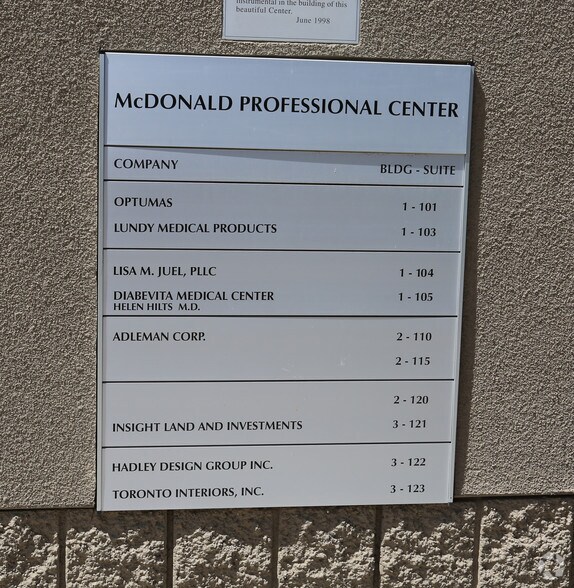 instrumental in the building of this
beautiful Center.
June 1998
McDONALD PROFESSIONAL CENTER
COMPANY BLDG - SUITE
OPTUMAS 1 - 101
LUNDY MEDICAL PRODUCTS 1 - 103
LISA M. JUEL, PLLC 1 - 104
DIABEVITA MEDICAL CENTER 1 - 105
HELEN HILTS M.D.
ADLEMAN CORP. 2 - 110
2 - 115
2 - 120
INSIGHT LAND AND INVESTMENTS 3 - 121
HADLEY DESIGN GROUP INC. 3 - 122
TORONTO INTERIORS, INC. 3 - 123